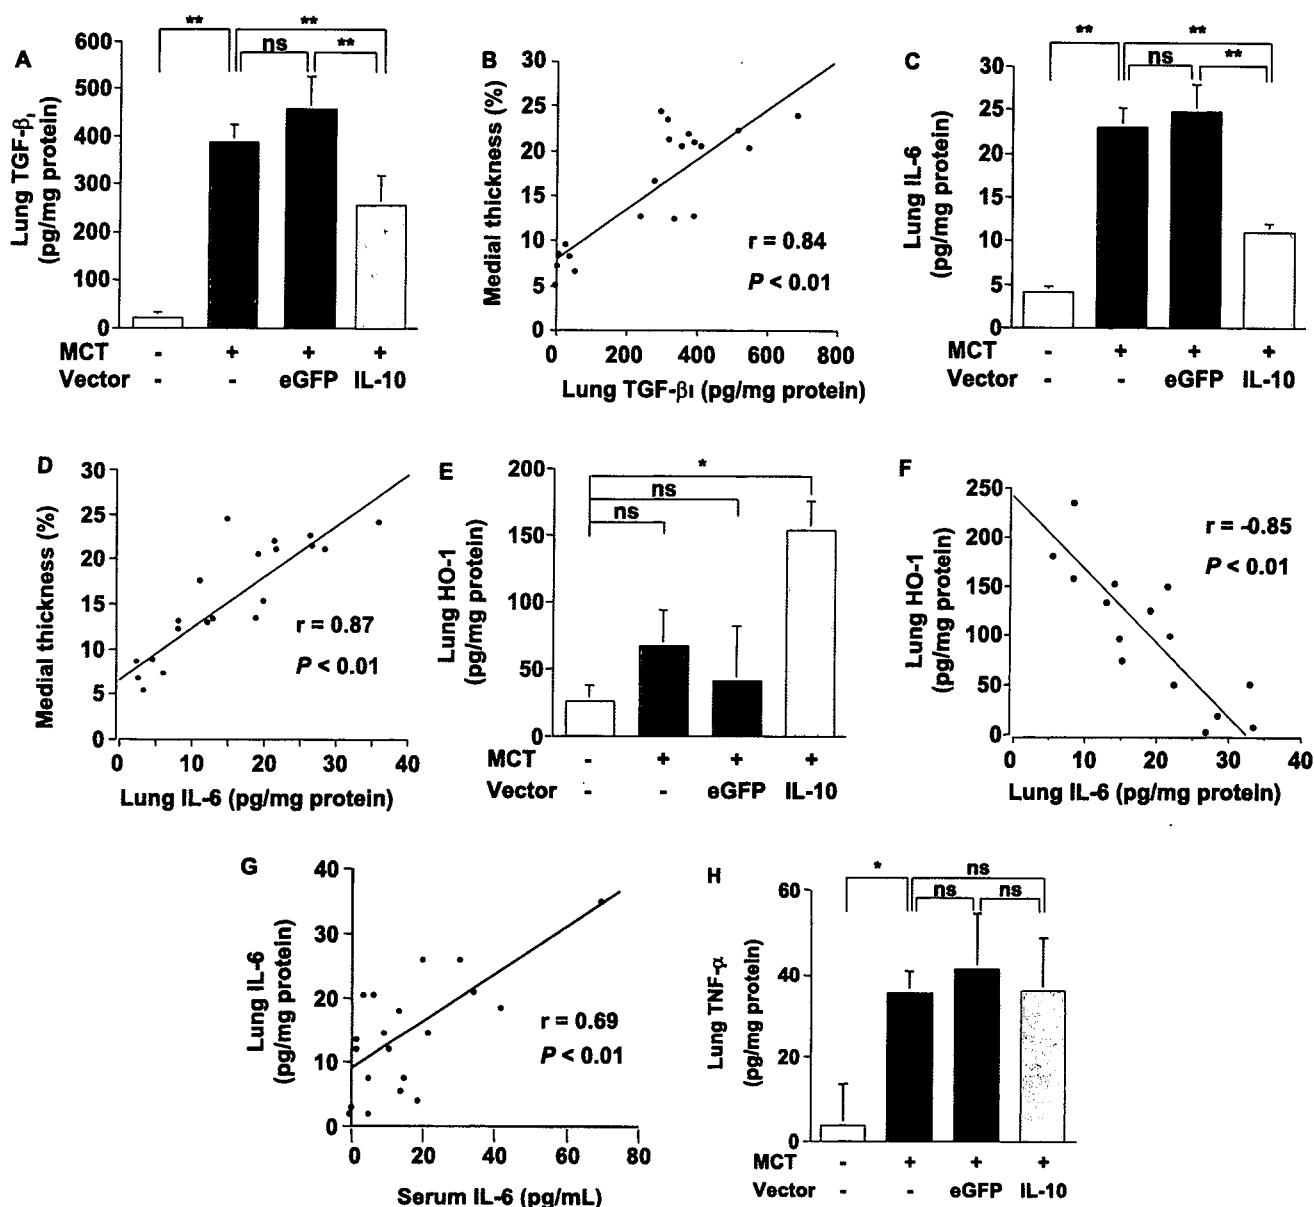 A
Lung TGF-β₁
(pg/mg protein)
600
500
400
300
200
100
0
** ** ns **
MCT - + + +
Vector - - eGFP IL-10
B
Medial thickness (%)
30
25
20
15
10
5
0
r = 0.84
P < 0.01
0 200 400 600 800
Lung TGF-βı (pg/mg protein)
C
Lung IL-6
(pg/mg protein)
30
25
20
15
10
5
0
** ** ns **
MCT - + + +
Vector - - eGFP IL-10
D
Medial thickness (%)
30
25
20
15
10
5
0
r = 0.87
P < 0.01
0 10 20 30 40
Lung IL-6 (pg/mg protein)
E
Lung HO-1
(pg/mg protein)
200
150
100
50
0
*
ns
ns
MCT - + + +
Vector - - eGFP IL-10
F
Lung HO-1
(pg/mg protein)
250
200
150
100
50
0
r = -0.85
P < 0.01
0 10 20 30 40
Lung IL-6 (pg/mg protein)
G
Lung IL-6
(pg/mg protein)
40
30
20
10
0
r = 0.69
P < 0.01
0 20 40 60 80
Serum IL-6 (pg/mL)
H
Lung TNF-α
(pg/mg protein)
60
40
20
0
* ns
ns ns
MCT - + + +
Vector - - eGFP IL-10